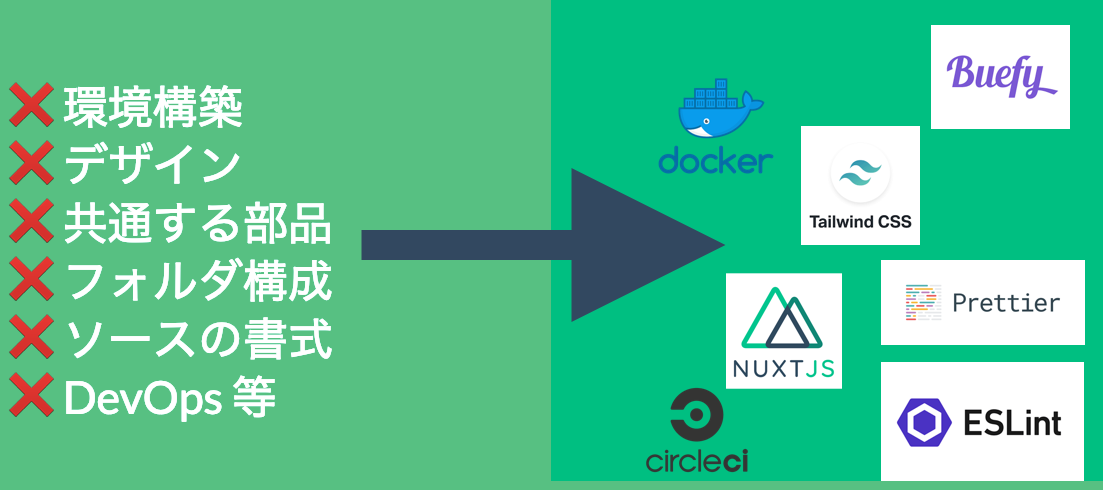 環境構築
デザイン
共通する部品
フォルダ構成
ソースの書式
DevOps 等
Buefy
docker
Tailwind CSS
Prettier
NUXTJS
ESLint
circleci